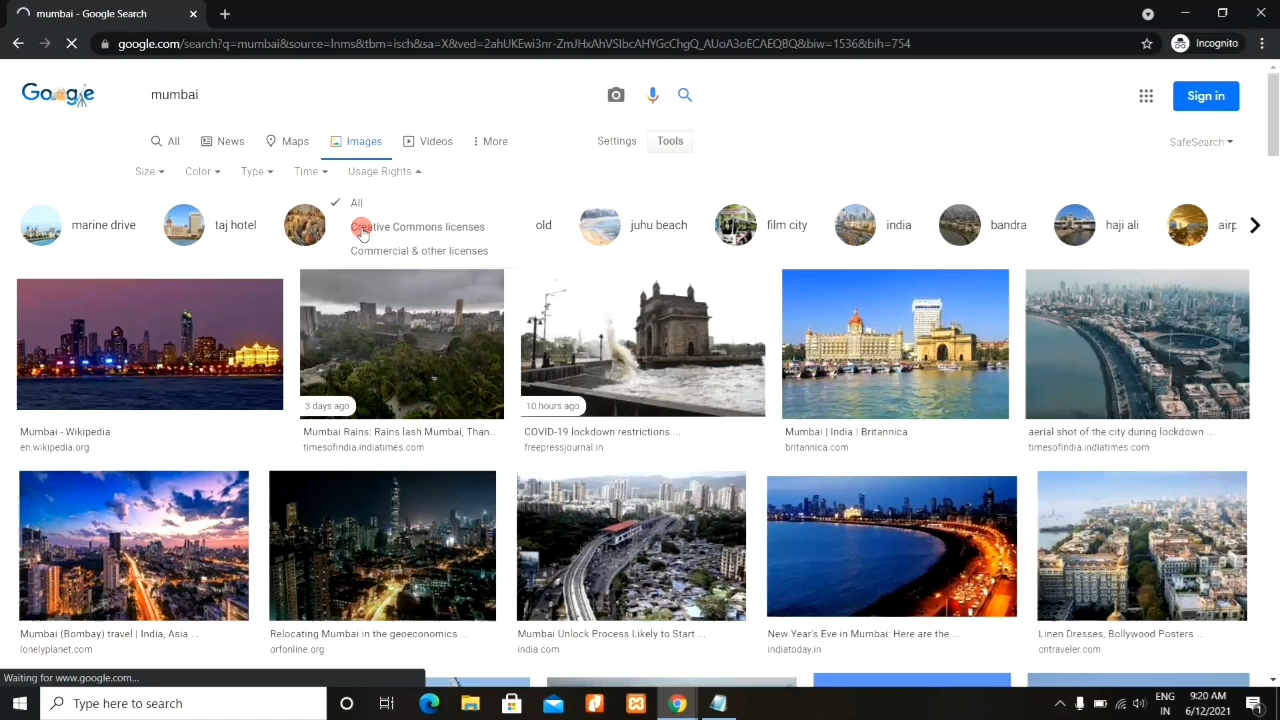 mumbai - Google Search
google.com/search?q=mumbai&source=lnms&tbm=isch&sa=X&ved=2ahUKEwi3nr-ZmJHxAhVSIbcAHYGcChgQ_AUoA3oECAEQBQ&biw=1536&bih=754
Incognito
Google
mumbai
Sign in
All
News
Maps
Images
Videos
More
Settings
Tools
SafeSearch
Size
Color
Type
Time
Usage Rights
All
Creative Commons licenses
Commercial & other licenses
marine drive
taj hotel
old
juhu beach
film city
india
bandra
haji ali
airp
3 days ago
10 hours ago
Mumbai - Wikipedia
Mumbai Rains: Rains lash Mumbai, Than...
COVID-19 lockdown restrictions ...
Mumbai | India | Britannica
aerial shot of the city during lockdown ...
en.wikipedia.org
timesofindia.indiatimes.com
freepressjournal.in
britannica.com
timesofindia.indiatimes.com
Mumbai (Bombay) travel | India, Asia ...
Relocating Mumbai in the geoeconomics ...
Mumbai Unlock Process Likely to Start ...
New Year's Eve in Mumbai: Here are the ...
Linen Dresses, Bollywood Posters ...
lonelyplanet.com
orfonline.org
india.com
indiatoday.in
cntraveler.com
Waiting for www.google.com...
Type here to search
ENG
IN
9:20 AM
6/12/2021
1